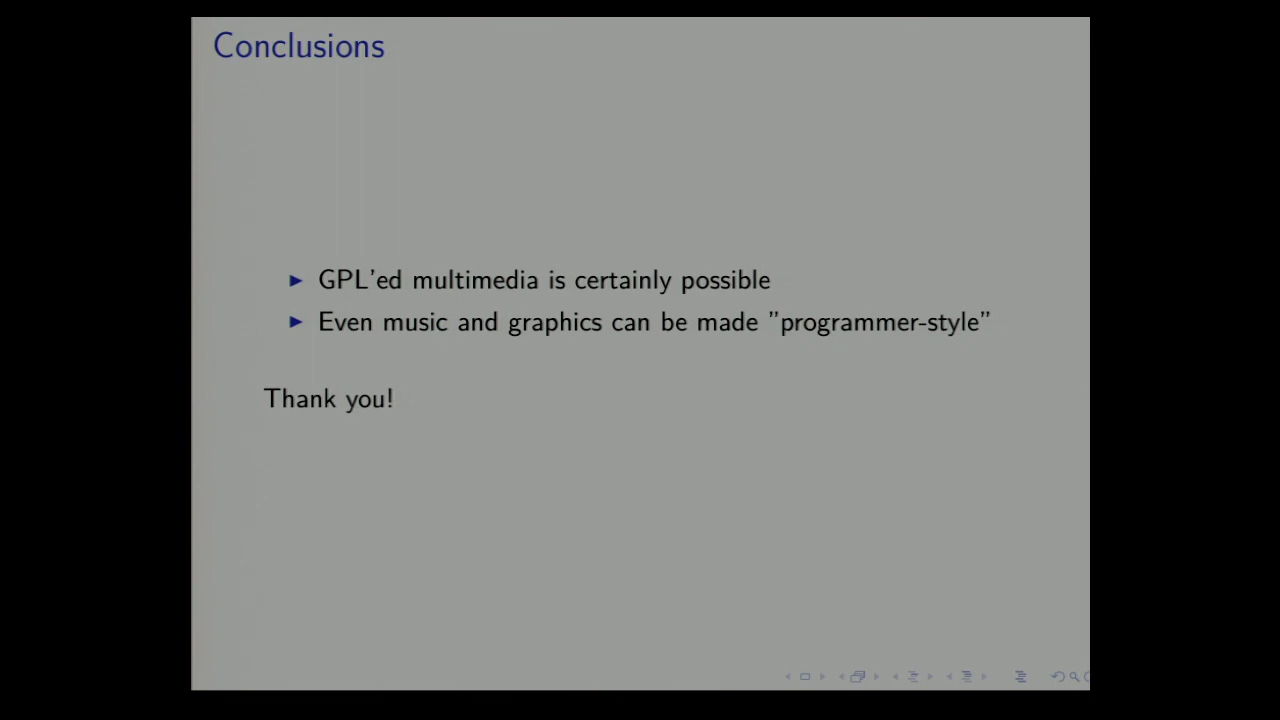 Conclusions
GPL'ed multimedia is certainly possible
Even music and graphics can be made ”programmer-style”
Thank you!